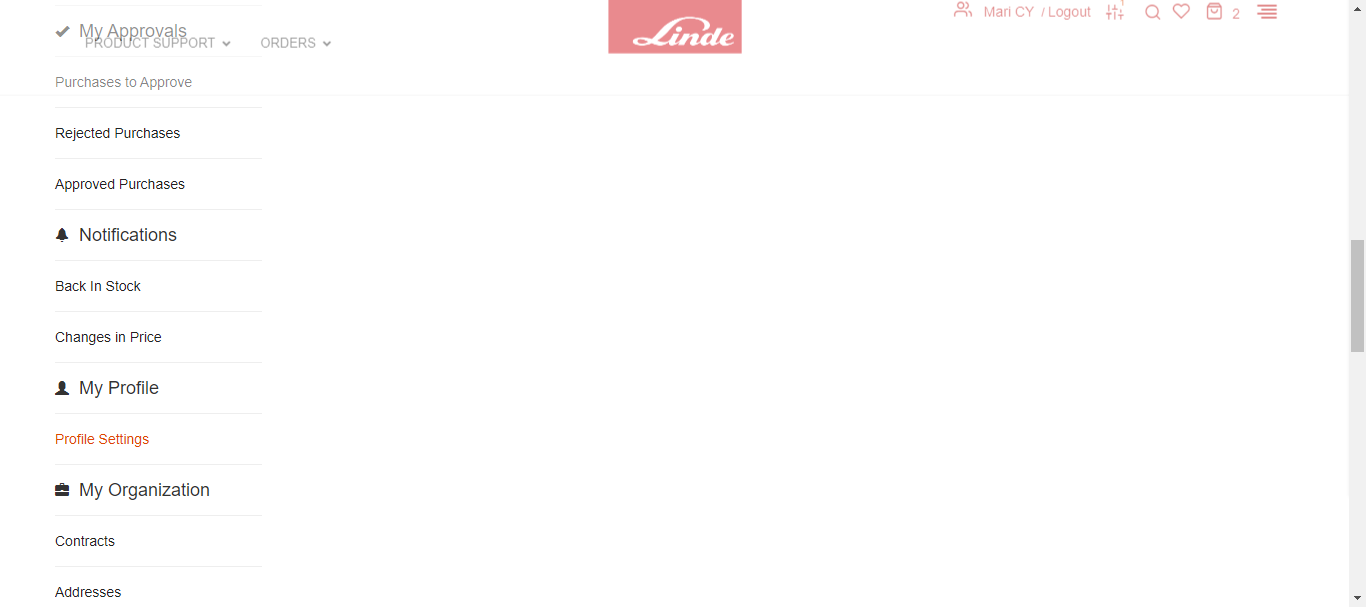 Mari CY / Logout 1 2
Linde
PRODUCT SUPPORT ORDERS
My Approvals
Purchases to Approve
Rejected Purchases
Approved Purchases
Notifications
Back In Stock
Changes in Price
My Profile
Profile Settings
My Organization
Contracts
Addresses